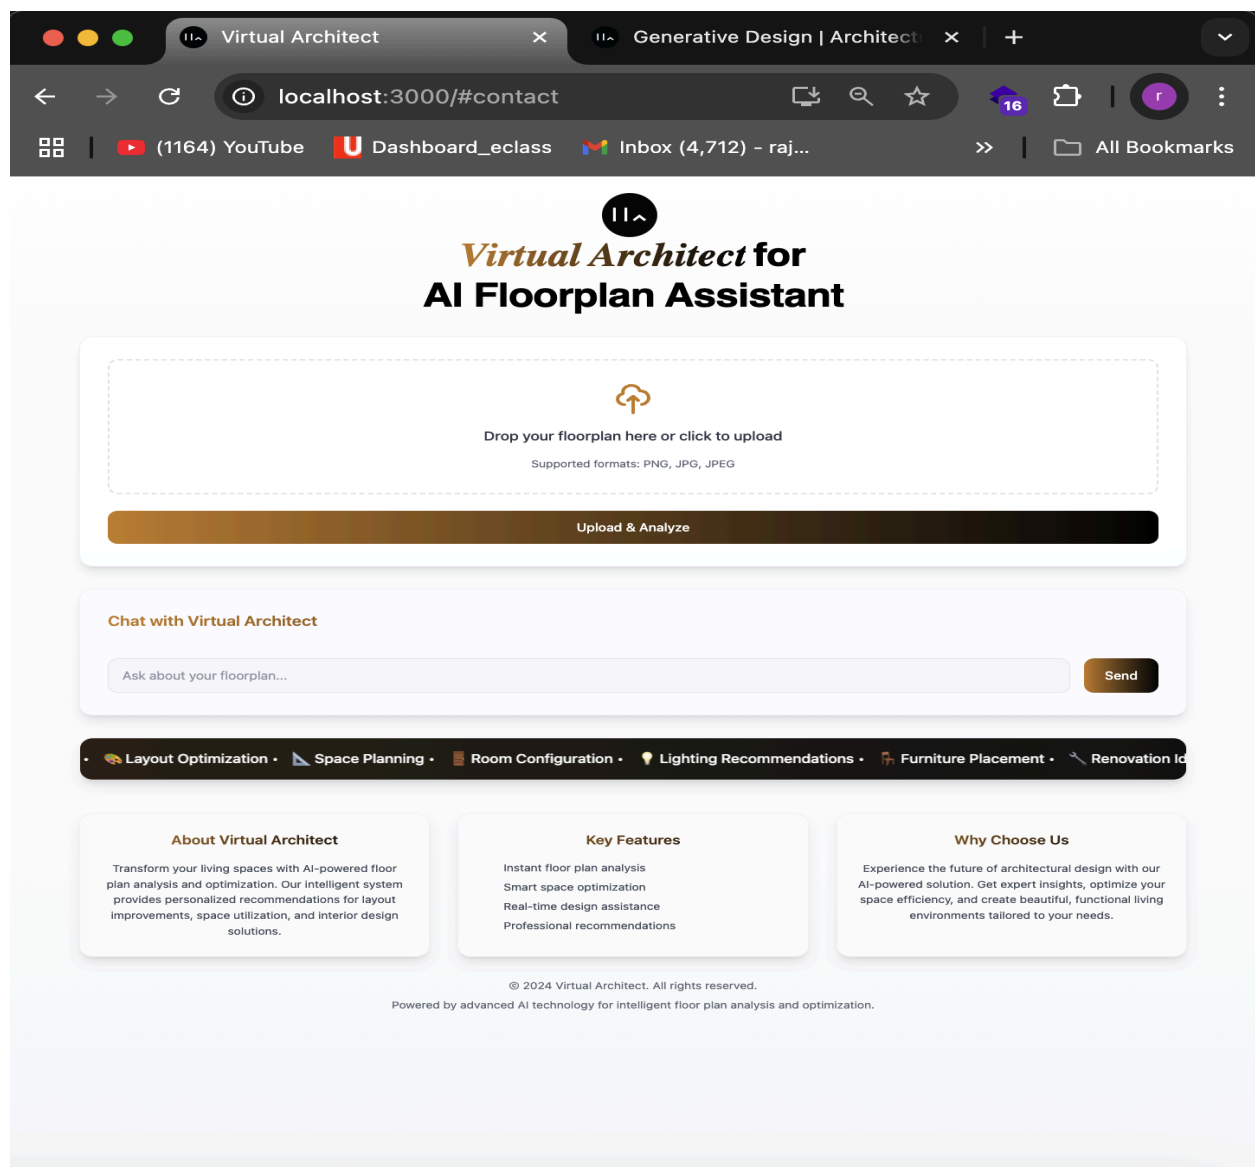 Virtual Architect
Generative Design | Architect
localhost:3000/#contact
16
r
(1164) YouTube
U Dashboard_eclass
Inbox (4,712) - raj...
All Bookmarks
Virtual Architect for
AI Floorplan Assistant
Drop your floorplan here or click to upload
Supported formats: PNG, JPG, JPEG
Upload & Analyze
Chat with Virtual Architect
Ask about your floorplan...
Send
• 🎨 Layout Optimization • 📐 Space Planning • 🚪 Room Configuration • 💡 Lighting Recommendations • 🪑 Furniture Placement • 🔧 Renovation Id
About Virtual Architect
Transform your living spaces with AI-powered floor
plan analysis and optimization. Our intelligent system
provides personalized recommendations for layout
improvements, space utilization, and interior design
solutions.
Key Features
Instant floor plan analysis
Smart space optimization
Real-time design assistance
Professional recommendations
Why Choose Us
Experience the future of architectural design with our
AI-powered solution. Get expert insights, optimize your
space efficiency, and create beautiful, functional living
environments tailored to your needs.
© 2024 Virtual Architect. All rights reserved.
Powered by advanced AI technology for intelligent floor plan analysis and optimization.